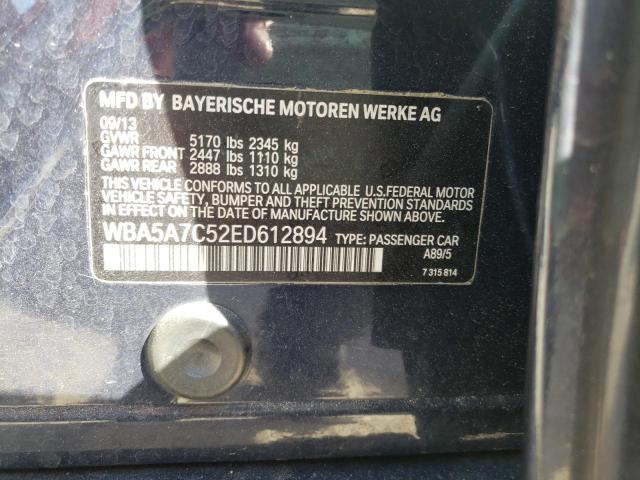 MFD BY BAYERISCHE MOTOREN WERKE AG
09/13
GVWR 5170 lbs 2345 kg
GAWR FRONT 2447 lbs 1110 kg
GAWR REAR 2888 lbs 1310 kg
THIS VEHICLE CONFORMS TO ALL APPLICABLE U.S.FEDERAL MOTOR
VEHICLE SAFETY, BUMPER AND THEFT PREVENTION STANDARDS
IN EFFECT ON THE DATE OF MANUFACTURE SHOWN ABOVE.
WBA5A7C52ED612894 TYPE: PASSENGER CAR
A89/5
7 315 814